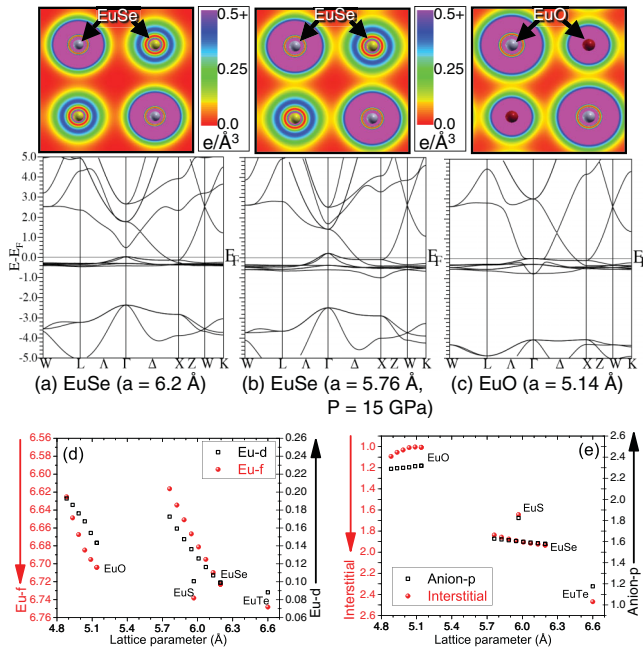 EuSe EuSe EuO
0.5+ 0.5+ 0.5+
0.25 0.25 0.25
0.0 0.0 0.0
e/Å³ e/Å³ e/Å³
5.0
4.0
3.0
2.0
1.0
0.0
-1.0
-2.0
-3.0
-4.0
-5.0
E-E_F
E_F E_F
W L Λ Γ Δ X Z W K W L Λ Γ Δ X Z W K W L Λ Γ Δ X Z W K
(a) EuSe (a = 6.2 Å) (b) EuSe (a = 5.76 Å, (c) EuO (a = 5.14 Å)
P = 15 GPa)
(d)
Eu-f
6.56
6.58
6.60
6.62
6.64
6.66
6.68
6.70
6.72
6.74
6.76
Eu-d
Eu-f
EuO
EuS
EuSe
EuTe
0.26
0.24
0.22
0.20
0.18
0.16
0.14
0.12
0.10
0.08
0.06
Eu-d
4.8 5.1 5.4 5.7 6.0 6.3 6.6
Lattice parameter (Å)
(e)
Interstitial
1.0
1.2
1.4
1.6
1.8
2.0
2.2
2.4
2.6
EuO
EuS
EuSe
EuTe
Anion-p
Interstitial
2.6
2.4
2.2
2.0
1.8
1.6
1.4
1.2
1.0
Anion-p
4.8 5.1 5.4 5.7 6.0 6.3 6.6
Lattice parameter (Å)